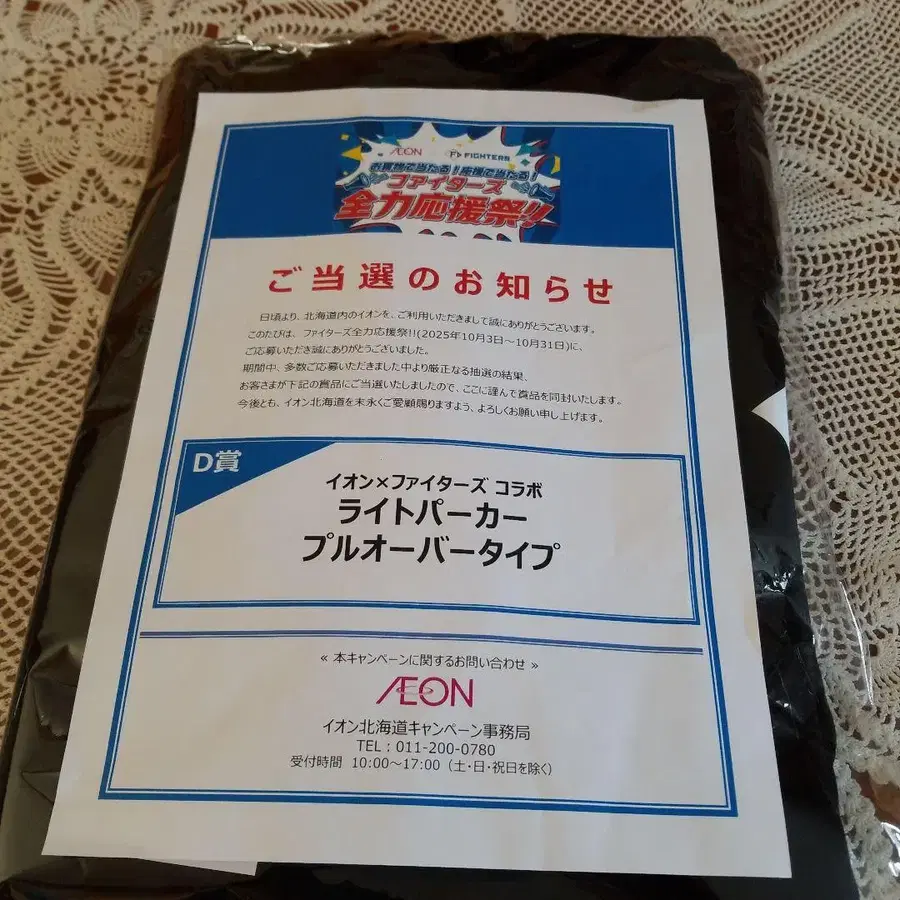 AEON
FIGHTERS
お買物で当たる!応援で当たる!
ファイターズ
全力応援祭!!
ご当選のお知らせ
日頃より、北海道内のイオンを、ご利用いただきまして誠にありがとうございます。
このたびは、ファイターズ全力応援祭!!(2025年10月3日～10月31日)に、
ご応募いただき誠にありがとうございました。
期間中、多数ご応募いただきました中より厳正なる抽選の結果、
お客さまが下記の賞品にご当選いたしましたので、ここに謹んで賞品を同封いたします。
今後とも、イオン北海道を末永くご愛顧賜りますよう、よろしくお願い申し上げます。
D賞
イオン×ファイターズ コラボ
ライトパーカー
プルオーバータイプ
≪ 本キャンペーンに関するお問い合わせ ≫
AEON
イオン北海道キャンペーン事務局
TEL：011-200-0780
受付時間 10:00～17:00（土・日・祝日を除く）